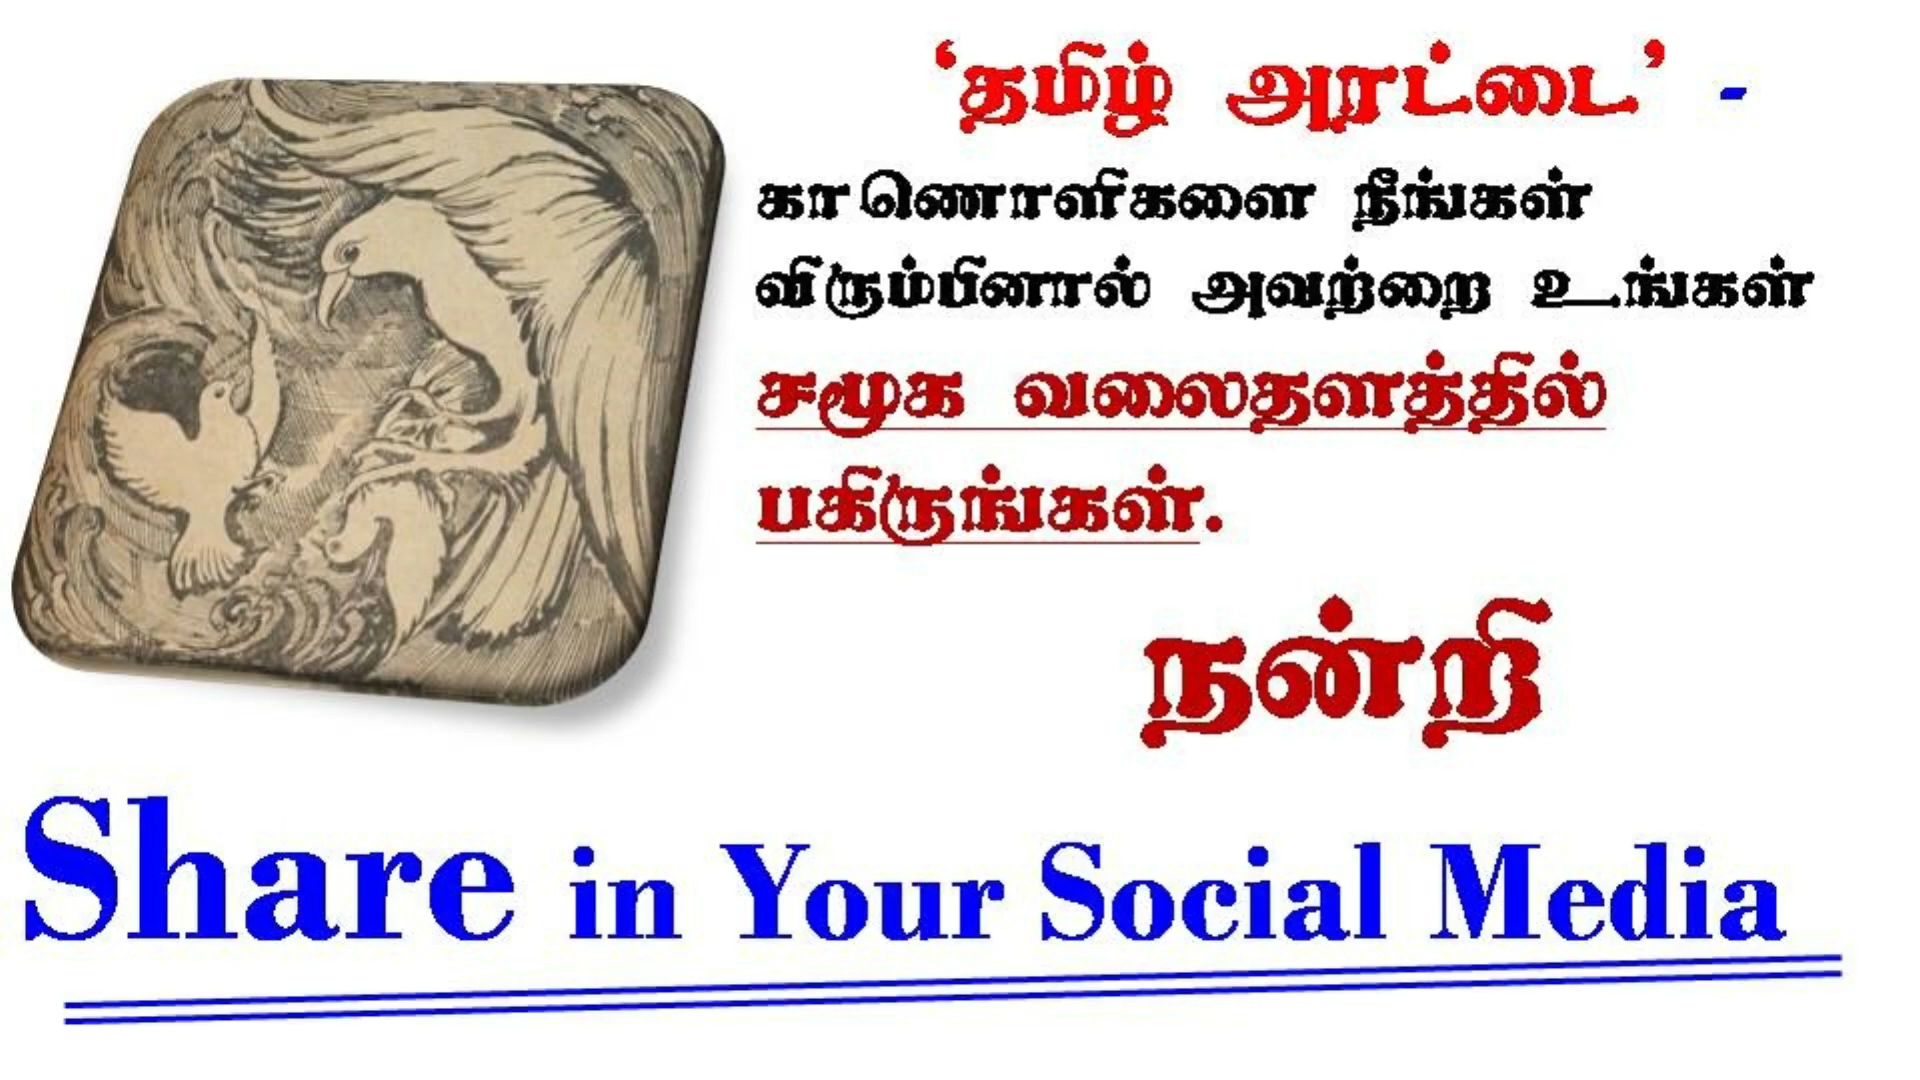 ‘தமிழ் அரட்டை’ -
காணொளிகளை நீங்கள்
விரும்பினால் அவற்றை உங்கள்
சமூக வலைதளத்தில்
பகிருங்கள்.
நன்றி
Share in Your Social Media